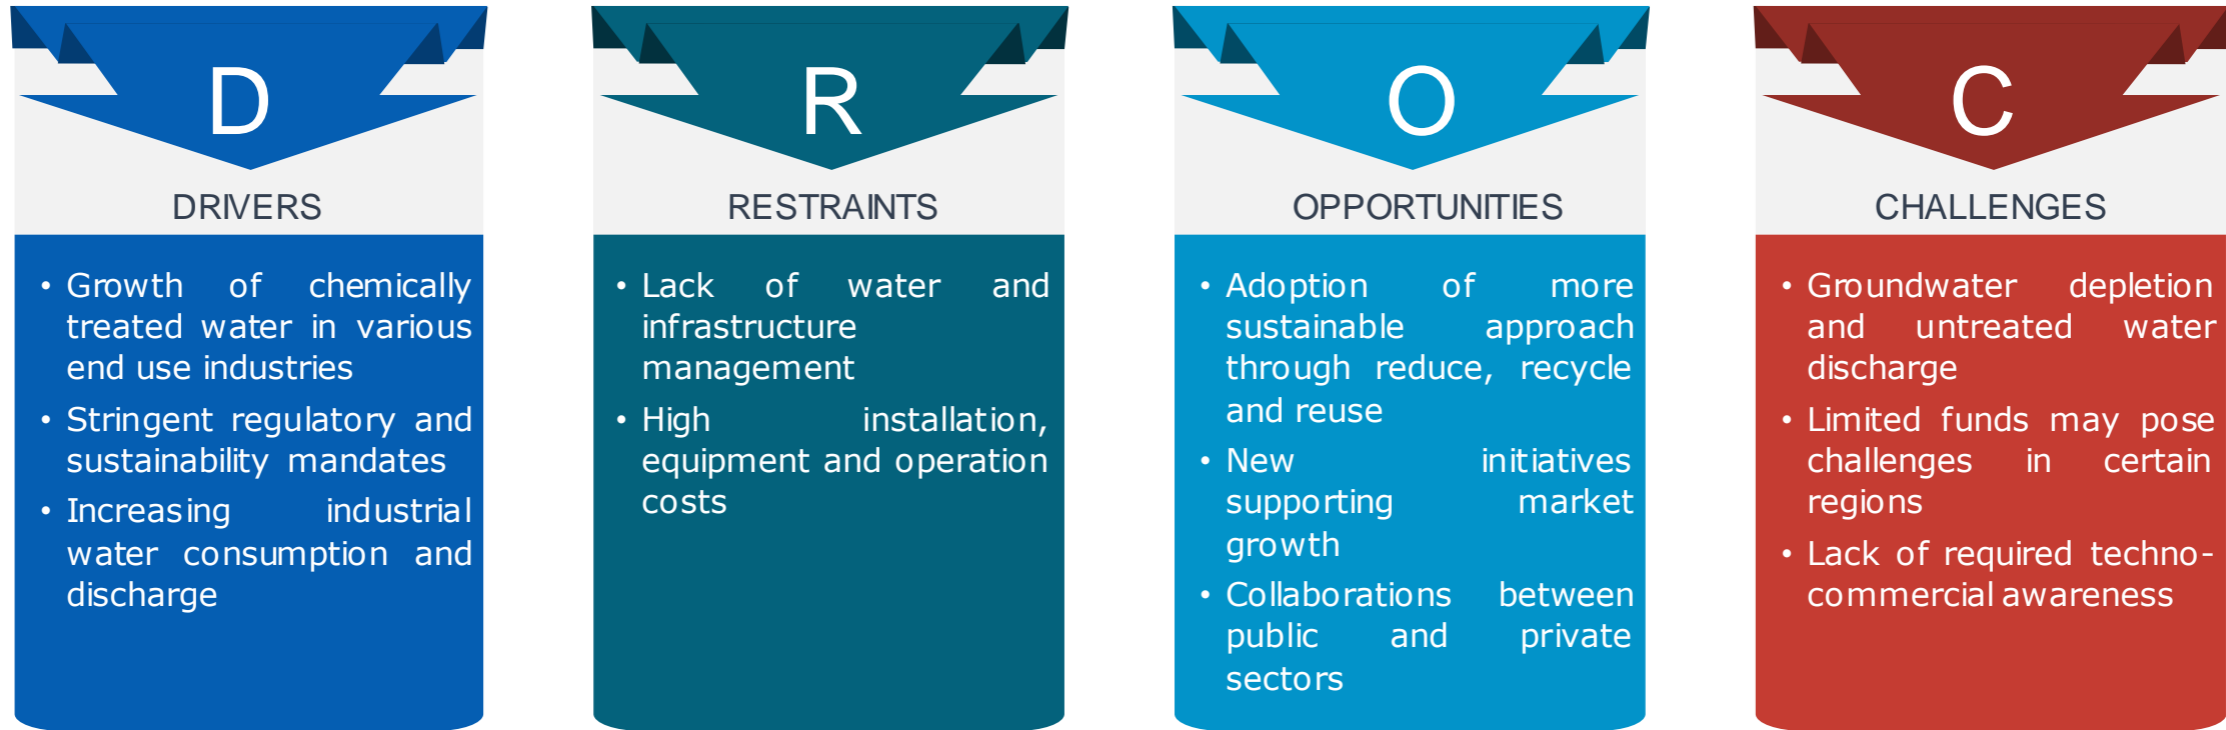 D
DRIVERS
• Growth of chemically
treated water in various
end use industries
• Stringent regulatory and
sustainability mandates
• Increasing industrial
water consumption and
discharge
R
RESTRAINTS
• Lack of water and
infrastructure
management
• High installation,
equipment and operation
costs
O
OPPORTUNITIES
• Adoption of more
sustainable approach
through reduce, recycle
and reuse
• New initiatives
supporting market
growth
• Collaborations between
public and private
sectors
C
CHALLENGES
• Groundwater depletion
and untreated water
discharge
• Limited funds may pose
challenges in certain
regions
• Lack of required techno-
commercial awareness